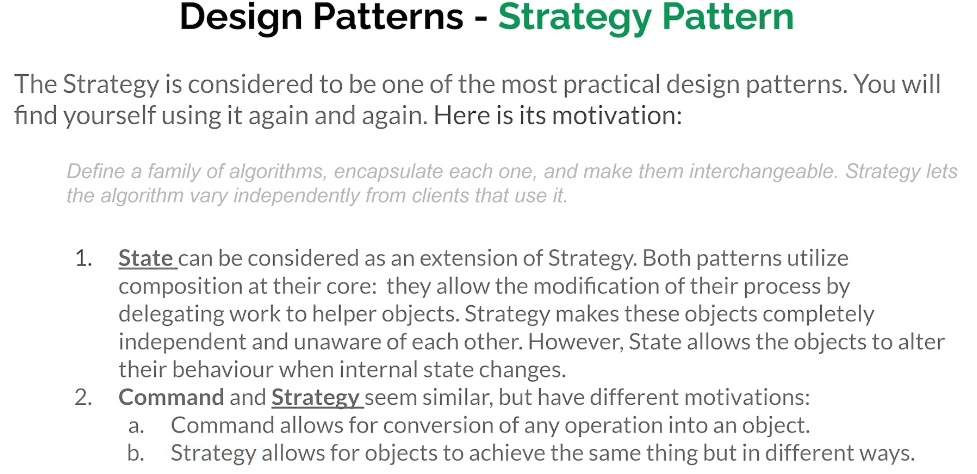 Design Patterns - Strategy Pattern
The Strategy is considered to be one of the most practical design patterns. You will
find yourself using it again and again. Here is its motivation:
Define a family of algorithms, encapsulate each one, and make them interchangeable. Strategy lets
the algorithm vary independently from clients that use it.
1. State can be considered as an extension of Strategy. Both patterns utilize
composition at their core: they allow the modification of their process by
delegating work to helper objects. Strategy makes these objects completely
independent and unaware of each other. However, State allows the objects to alter
their behaviour when internal state changes.
2. Command and Strategy seem similar, but have different motivations:
a. Command allows for conversion of any operation into an object.
b. Strategy allows for objects to achieve the same thing but in different ways.